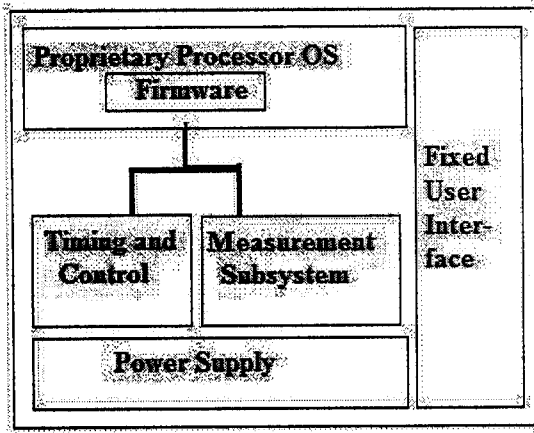 Proprietary Processor OS
Firmware
Timing and
Control
Measurement
Subsystem
Power Supply
Fixed
User
Inter-
face